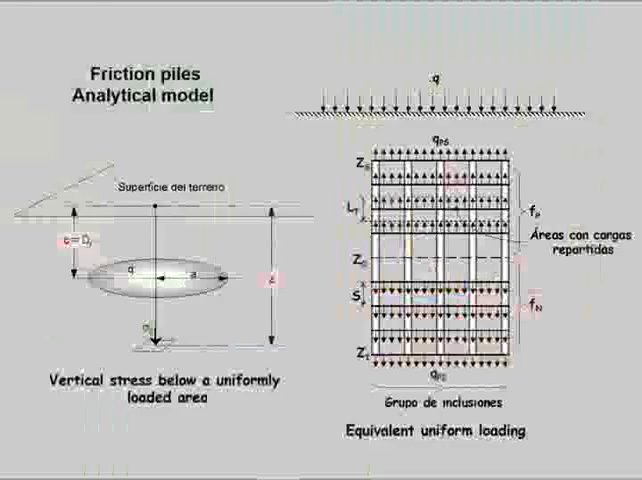 Friction piles
Analytical model
q
Superficie del terreno
q
a
Vertical stress below a uniformly
loaded area
Áreas con cargas
repartidas
Grupo de inclusiones
Equivalent uniform loading